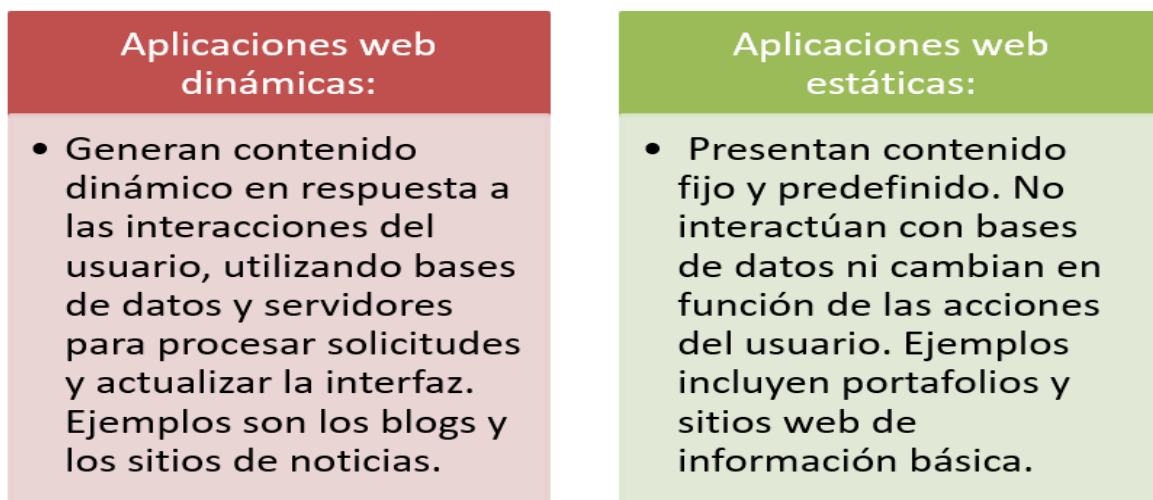 Aplicaciones web
dinámicas:
• Generan contenido
dinámico en respuesta a
las interacciones del
usuario, utilizando bases
de datos y servidores
para procesar solicitudes
y actualizar la interfaz.
Ejemplos son los blogs y
los sitios de noticias.
Aplicaciones web
estáticas:
• Presentan contenido
fijo y predefinido. No
interactúan con bases
de datos ni cambian en
función de las acciones
del usuario. Ejemplos
incluyen portafolios y
sitios web de
información básica.